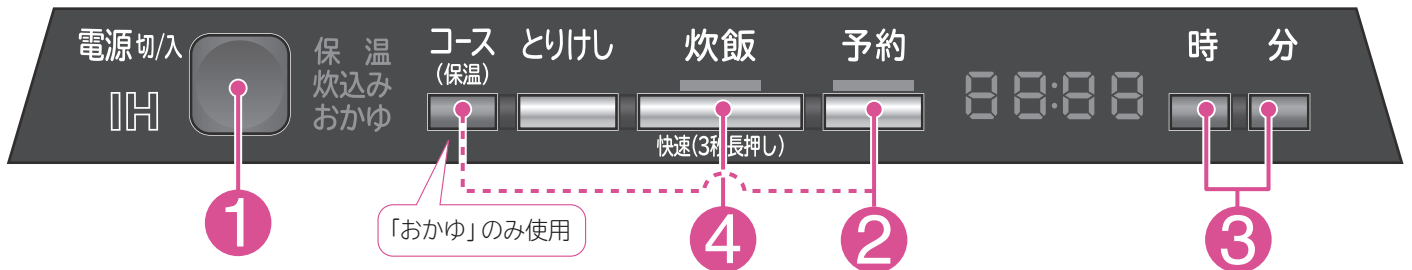 電源切/入
IH
保温
炊込み
おかゆ
コース
(保温)
とりけし
炊飯
快速(3秒長押し)
予約
88:88
時
分
「おかゆ」のみ使用
1
4
2
3